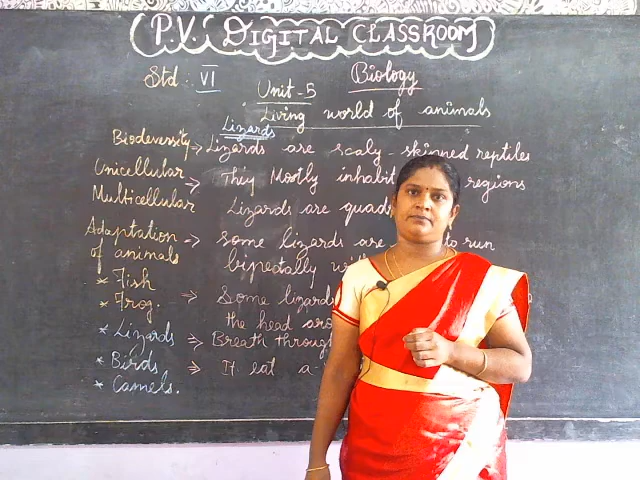 P.V. DIGITAL CLASSROOM
Std : VI
Unit - 5
Biology
Living world of animals
Lizards
Biodeversity
Unicellular
Multicellular
Adaptation
of animals
* Fish
* Frog.
* Lizards
* Birds
* Camels.
=> Lizards are scaly - skinned reptiles
=> They Mostly inhabit regions
Lizards are
=> Some lizards are to run
bipedally
=> Some lizards
the head
=> Breath through
=> It eat a